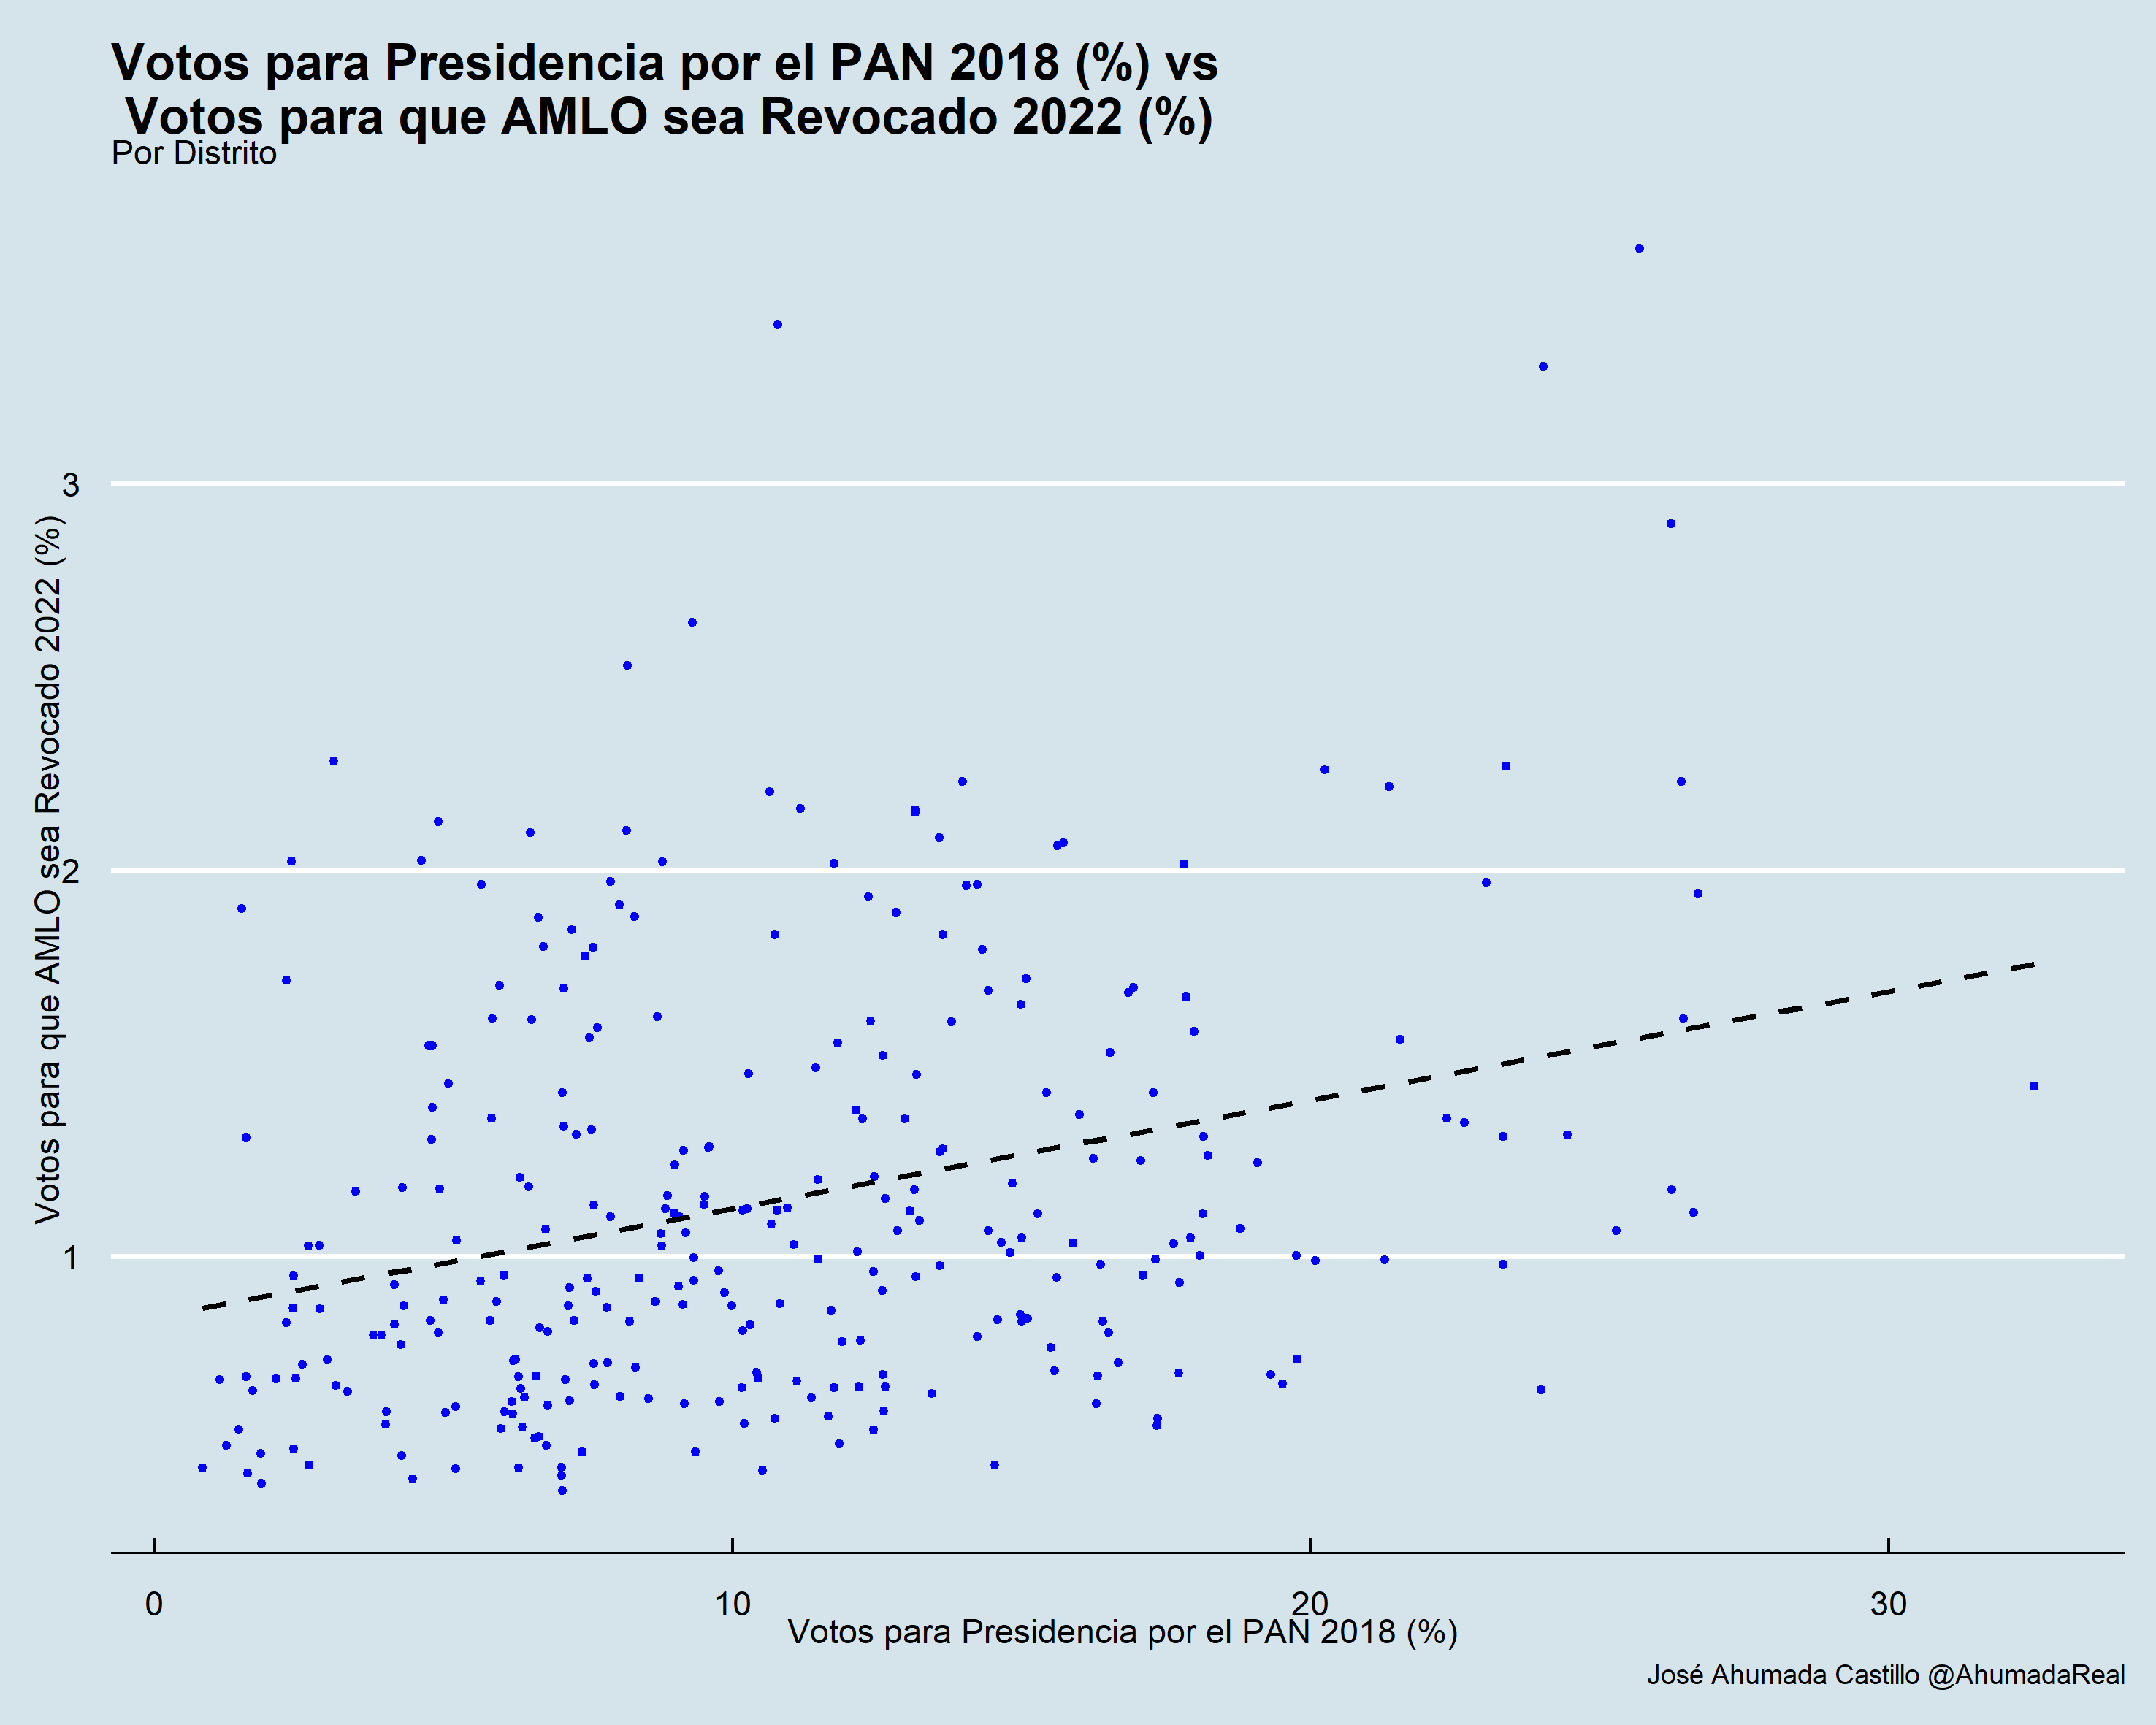 Votos para Presidencia por el PAN 2018 (%) vs
Votos para que AMLO sea Revocado 2022 (%)
Por Distrito
Votos para que AMLO sea Revocado 2022 (%)
3
2
1
0 10 20 30
Votos para Presidencia por el PAN 2018 (%)
José Ahumada Castillo @AhumadaReal